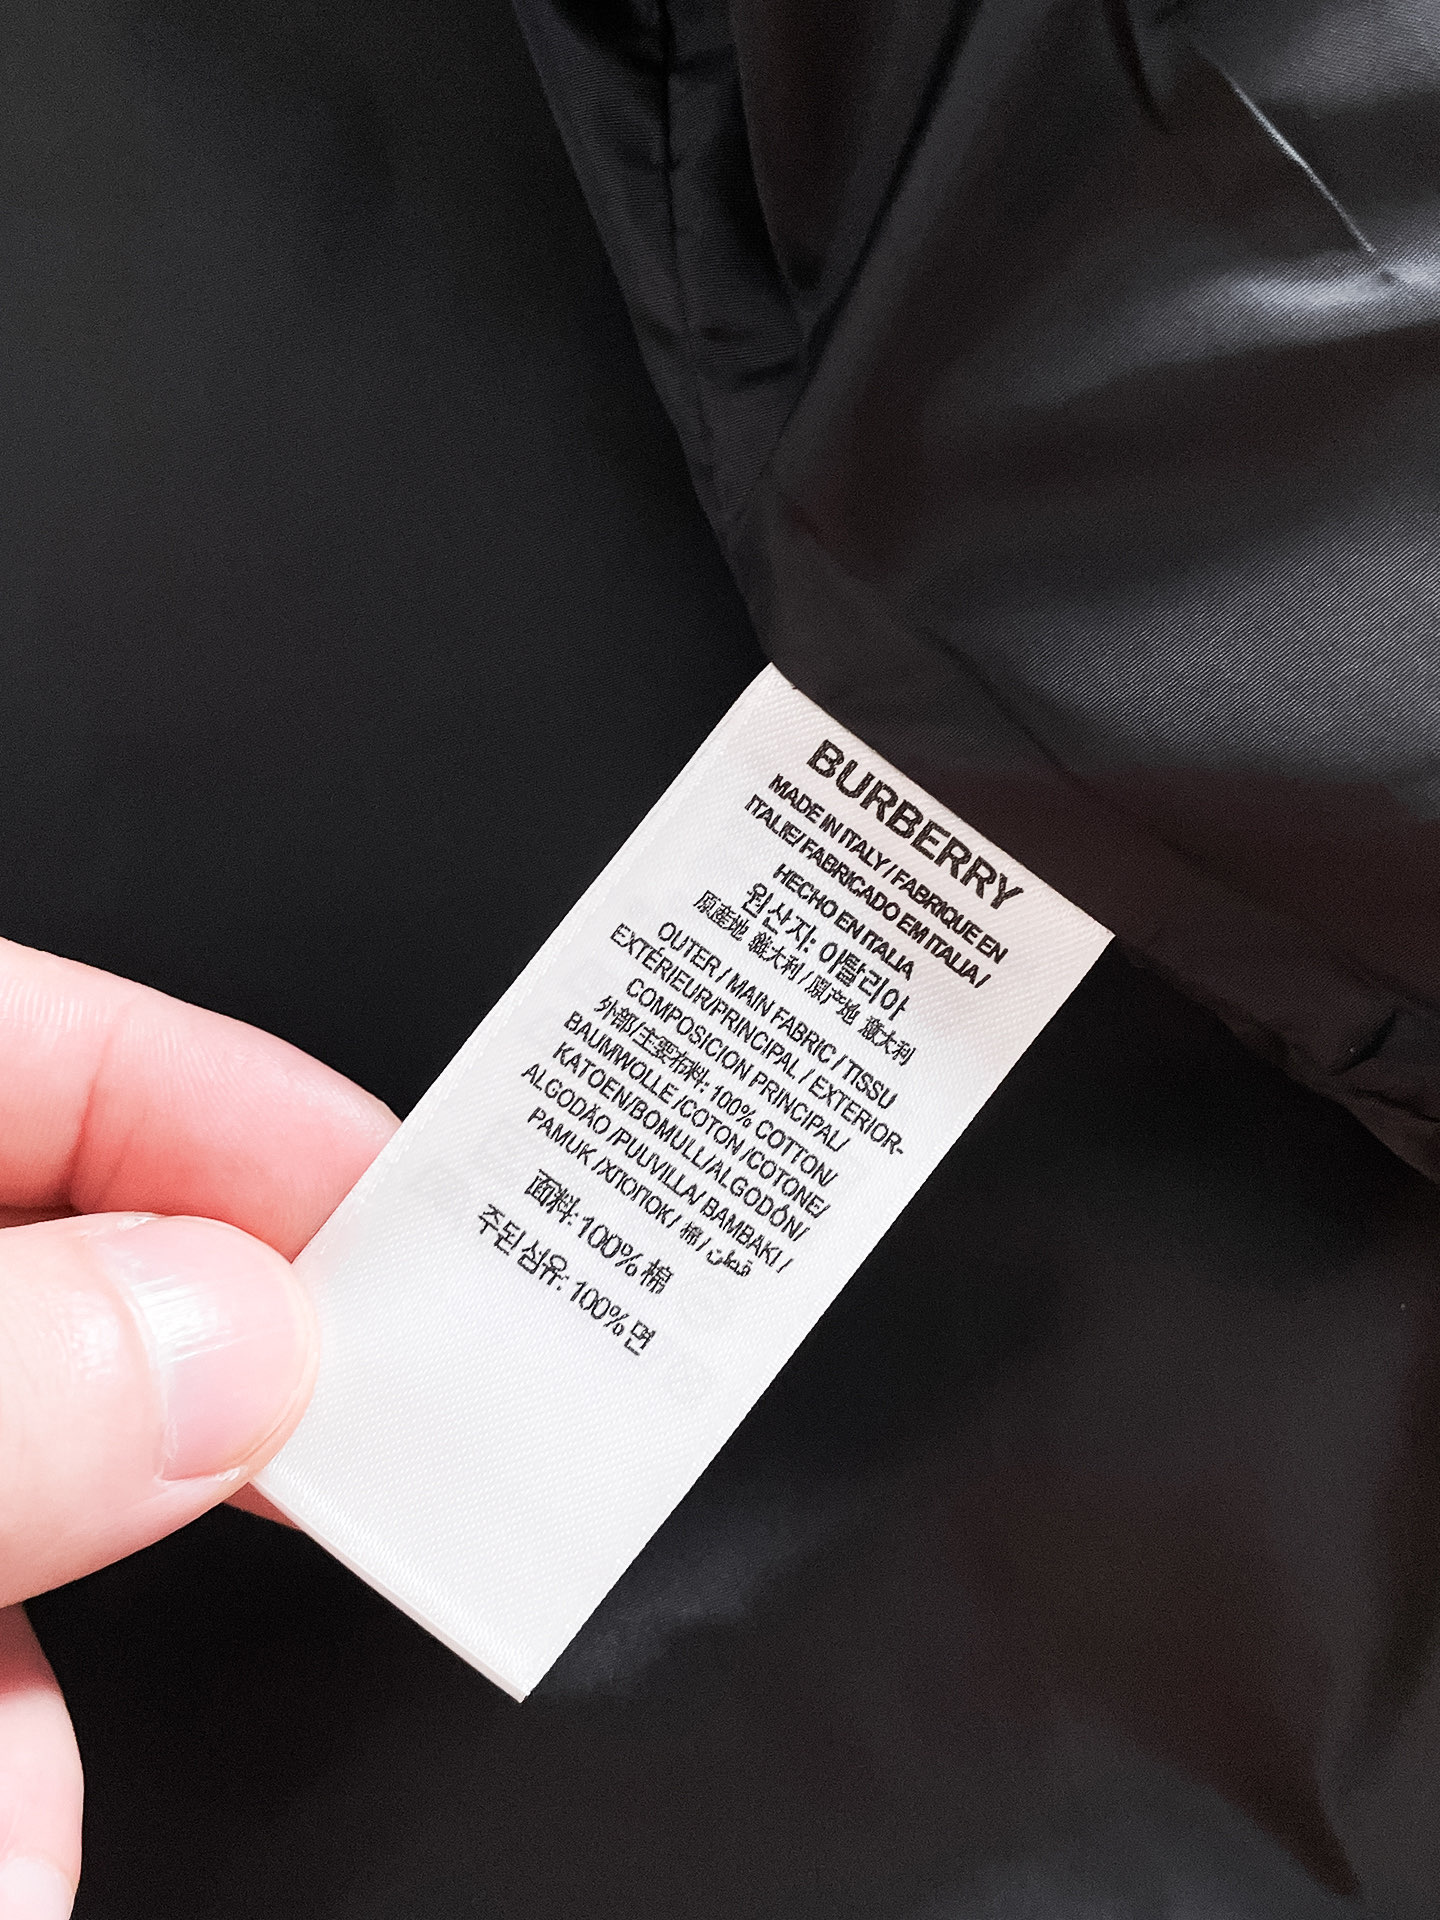 BURBERRY
MADE IN ITALY / FABRIQUE EN
ITALIE/ FABRICADO EM ITALIA/
HECHO EN ITALIA
원산지: 이탈리아
原産地 義大利 / 原产地 意大利
OUTER / MAIN FABRIC / TISSU
EXTÉRIEUR/PRINCIPAL / EXTERIOR-
COMPOSICION PRINCIPAL/
外部/主要布料: 100% COTTON/
BAUMWOLLE /COTON /COTONE/
KATOEN/BOMULL/ALGODÓN/
ALGODÃO /PUUVILLA/ BAMBAKI /
PAMUK /ХЛОПОК / 棉 / قطن
面料: 100% 棉
주된 섬유: 100% 면